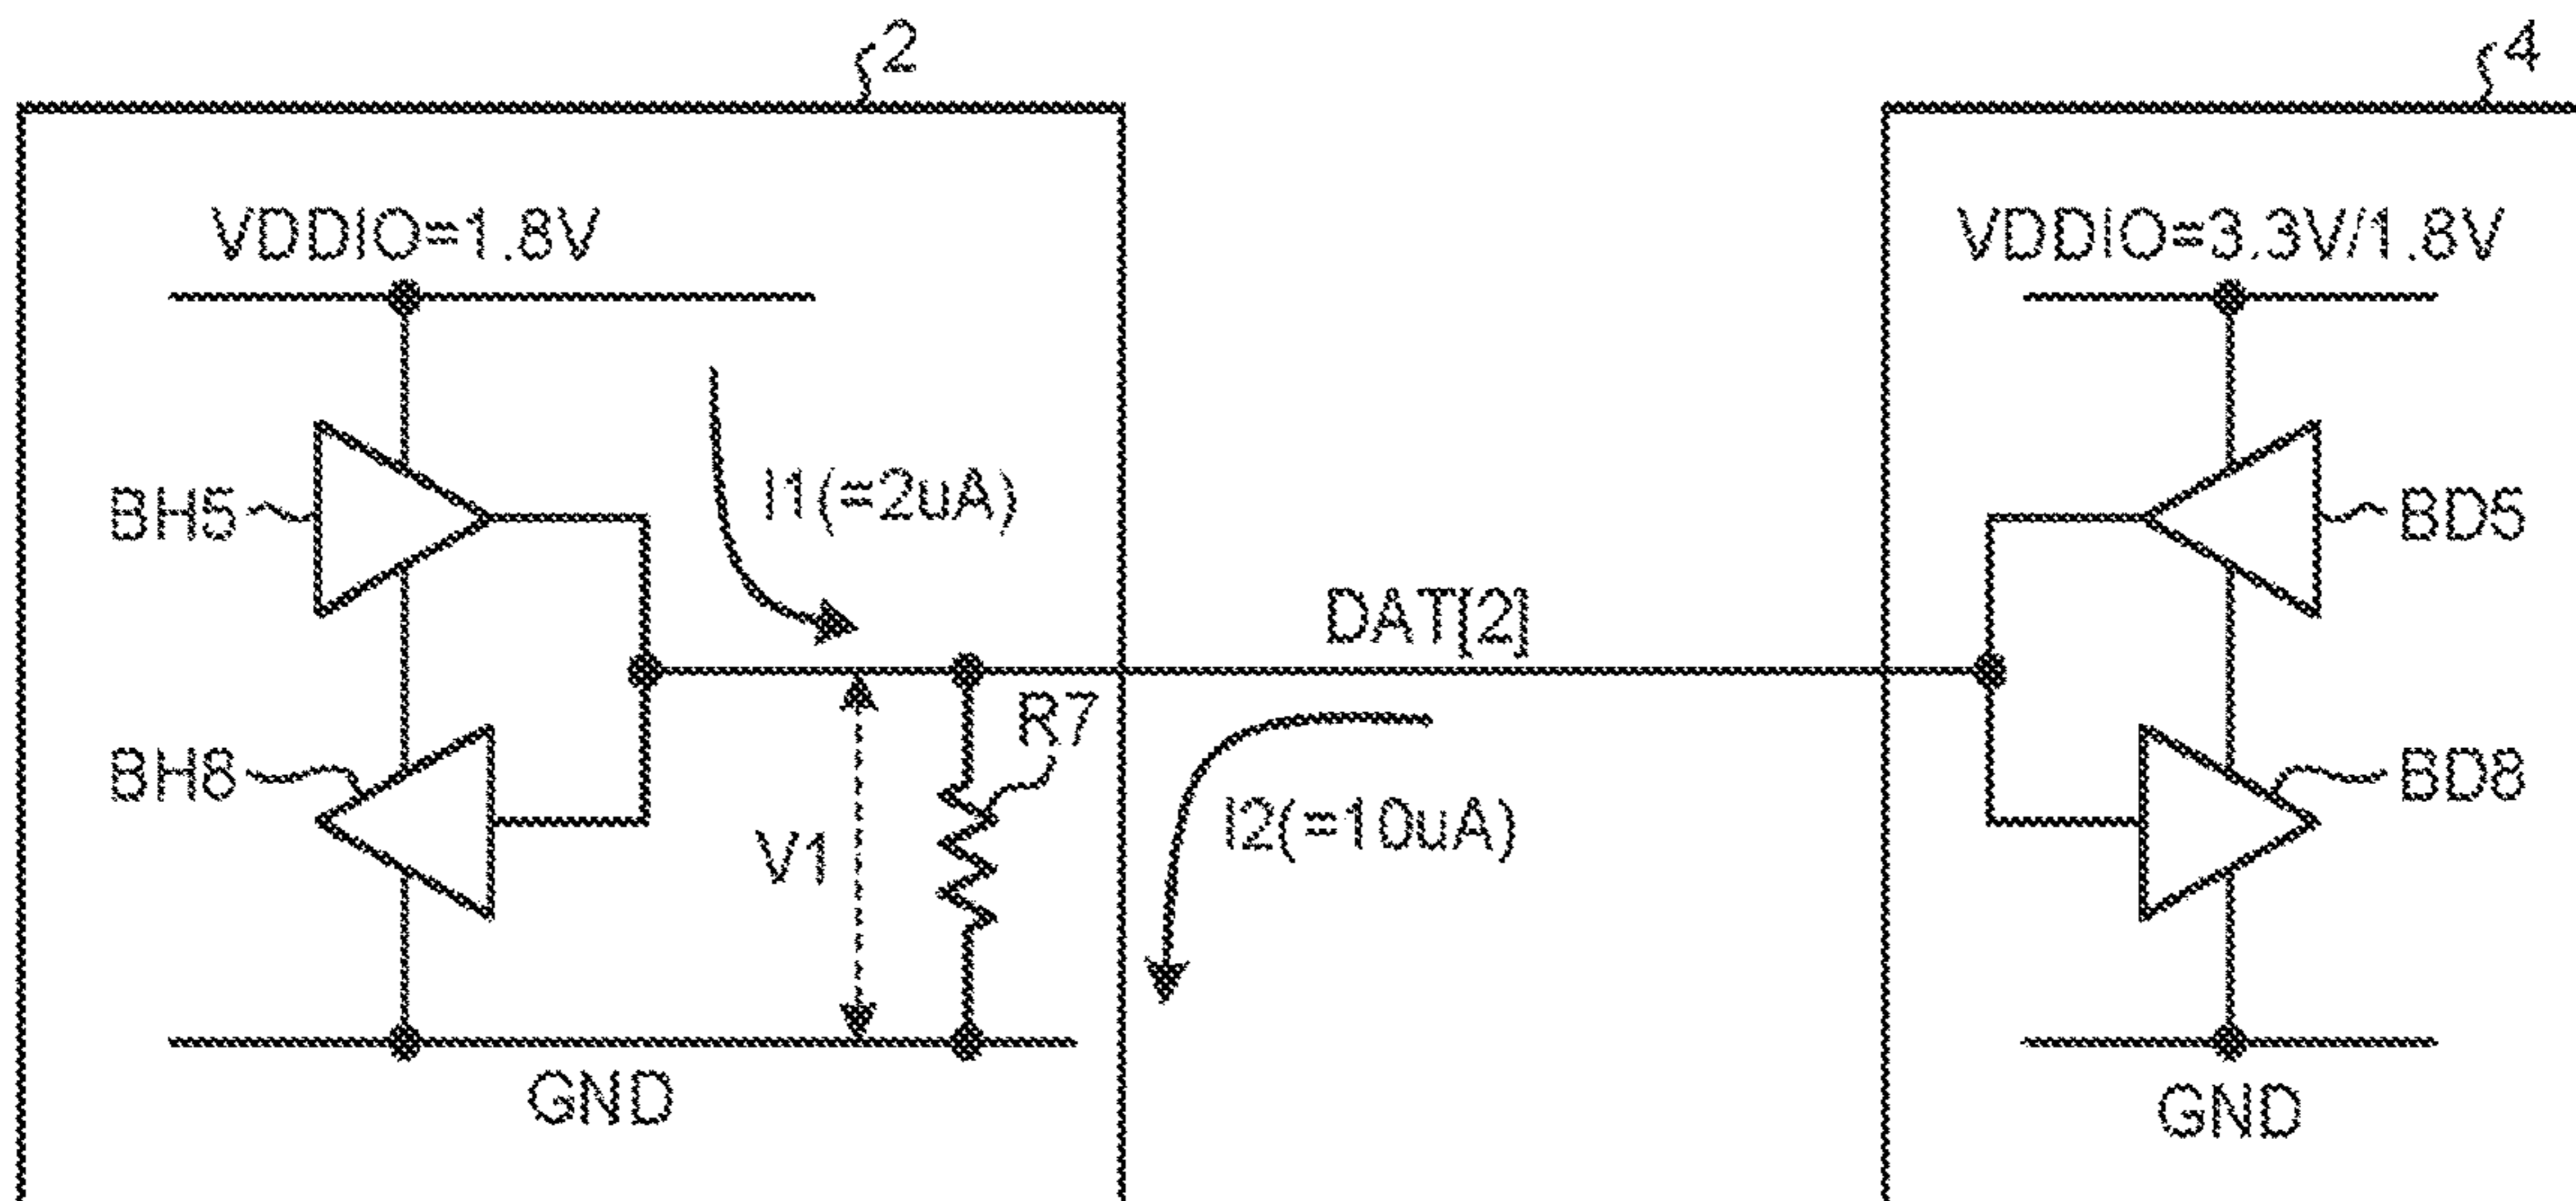 2
4
VDDIO=1.8V
VDDIO=3.3V/1.8V
BH5
I1(=2uA)
BD5
DAT[2]
R7
BH8
V1
I2(=10uA)
BD8
GND
GND